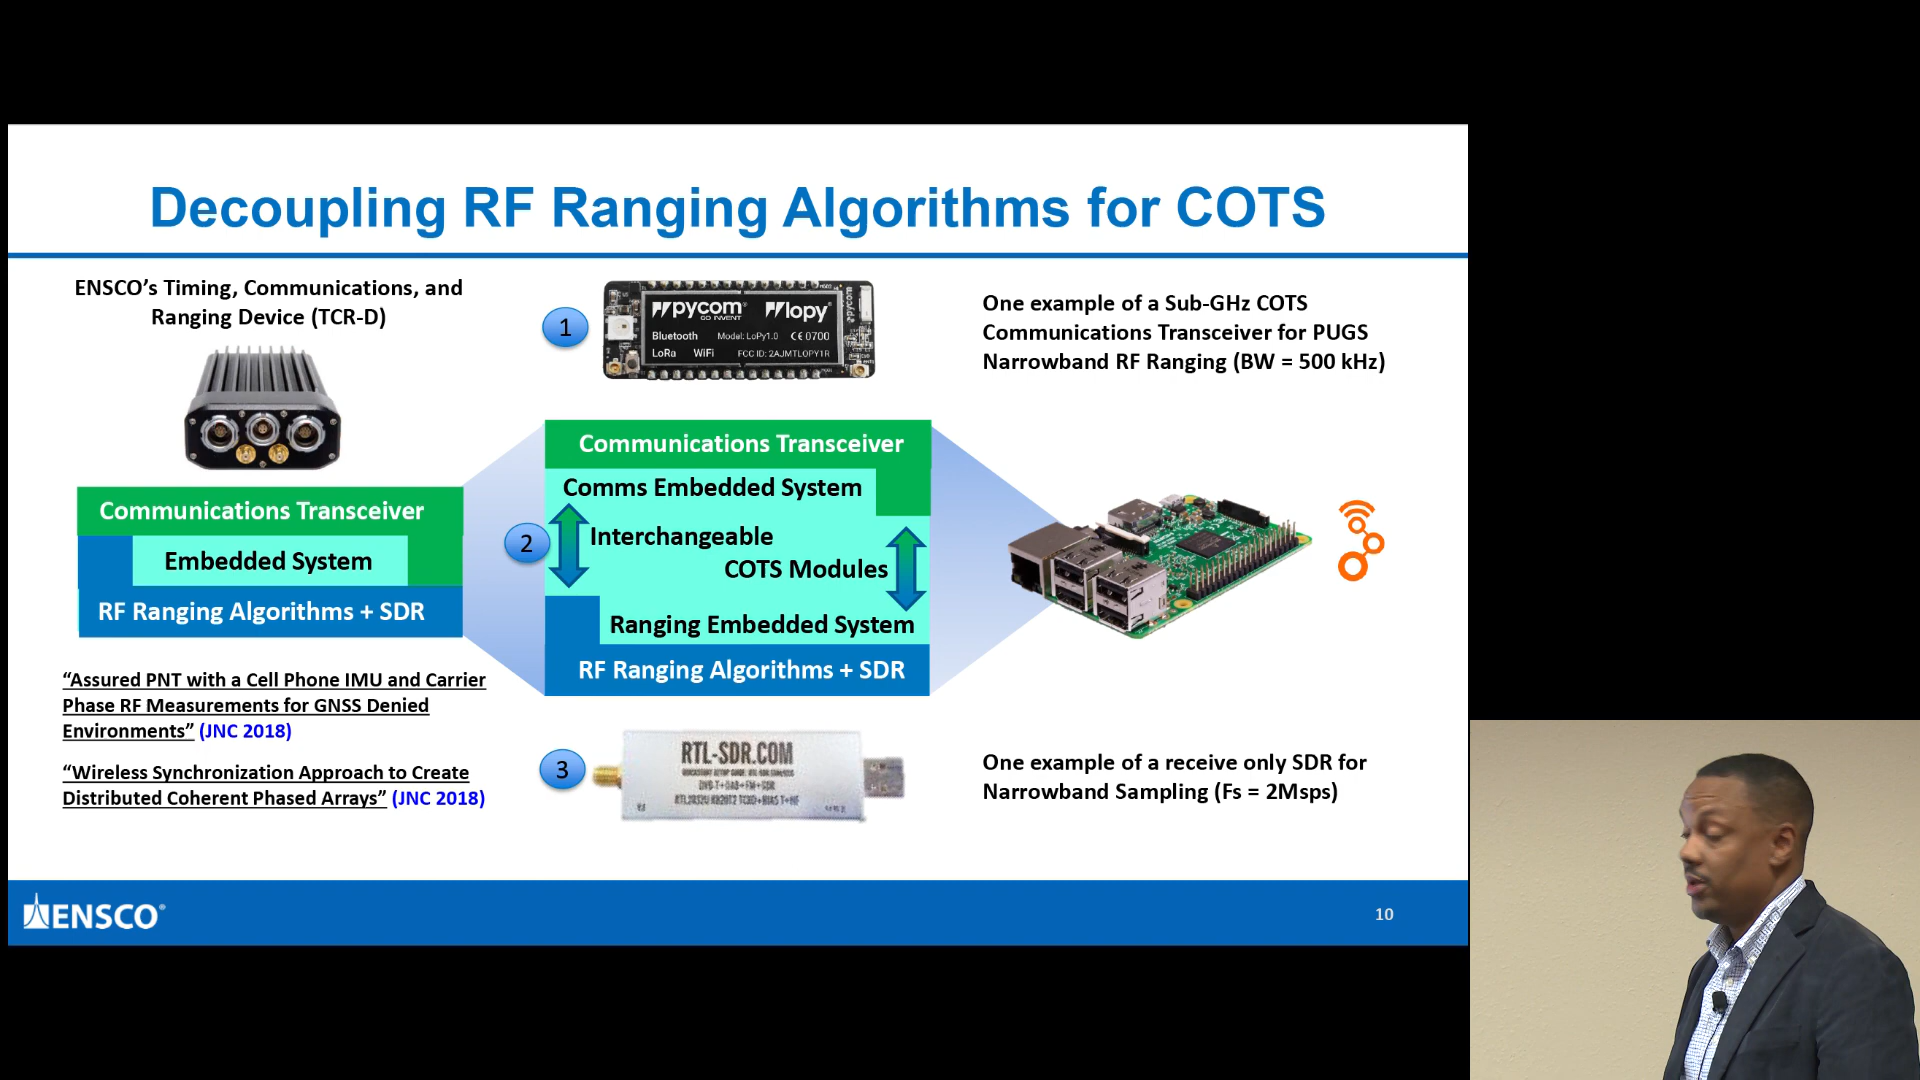 Decoupling RF Ranging Algorithms for COTS
ENSCO's Timing, Communications, and
Ranging Device (TCR-D)
1
pycom
GO INVENT
lopy
pycom
Bluetooth
Model: LoPy1.0
CE0700
LoRa
WiFi
FCC ID: 2AJMTLOPY1R
One example of a Sub-GHz COTS
Communications Transceiver for PUGS
Narrowband RF Ranging (BW = 500 kHz)
Communications Transceiver
Embedded System
RF Ranging Algorithms + SDR
2
Communications Transceiver
Comms Embedded System
Interchangeable
COTS Modules
Ranging Embedded System
RF Ranging Algorithms + SDR
“Assured PNT with a Cell Phone IMU and Carrier
Phase RF Measurements for GNSS Denied
Environments” (JNC 2018)
“Wireless Synchronization Approach to Create
Distributed Coherent Phased Arrays” (JNC 2018)
3
RTL-SDR.COM
One example of a receive only SDR for
Narrowband Sampling (Fs = 2Msps)
ENSCO®
10